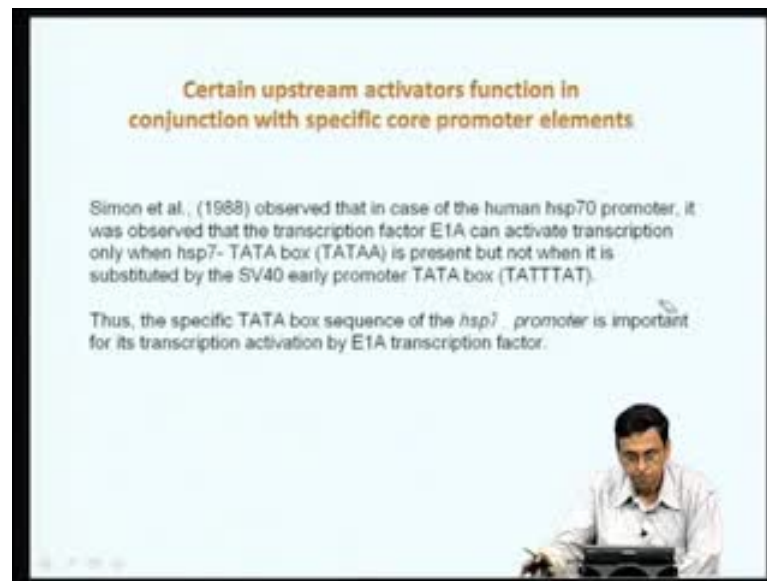 Certain upstream activators function in
conjunction with specific core promoter elements
Simon et al., (1988) observed that in case of the human hsp70 promoter, it
was observed that the transcription factor E1A can activate transcription
only when hsp7- TATA box (TATAA) is present but not when it is
substituted by the SV40 early promoter TATA box (TATTTAT).
Thus, the specific TATA box sequence of the hsp7_ promoter is important
for its transcription activation by E1A transcription factor.